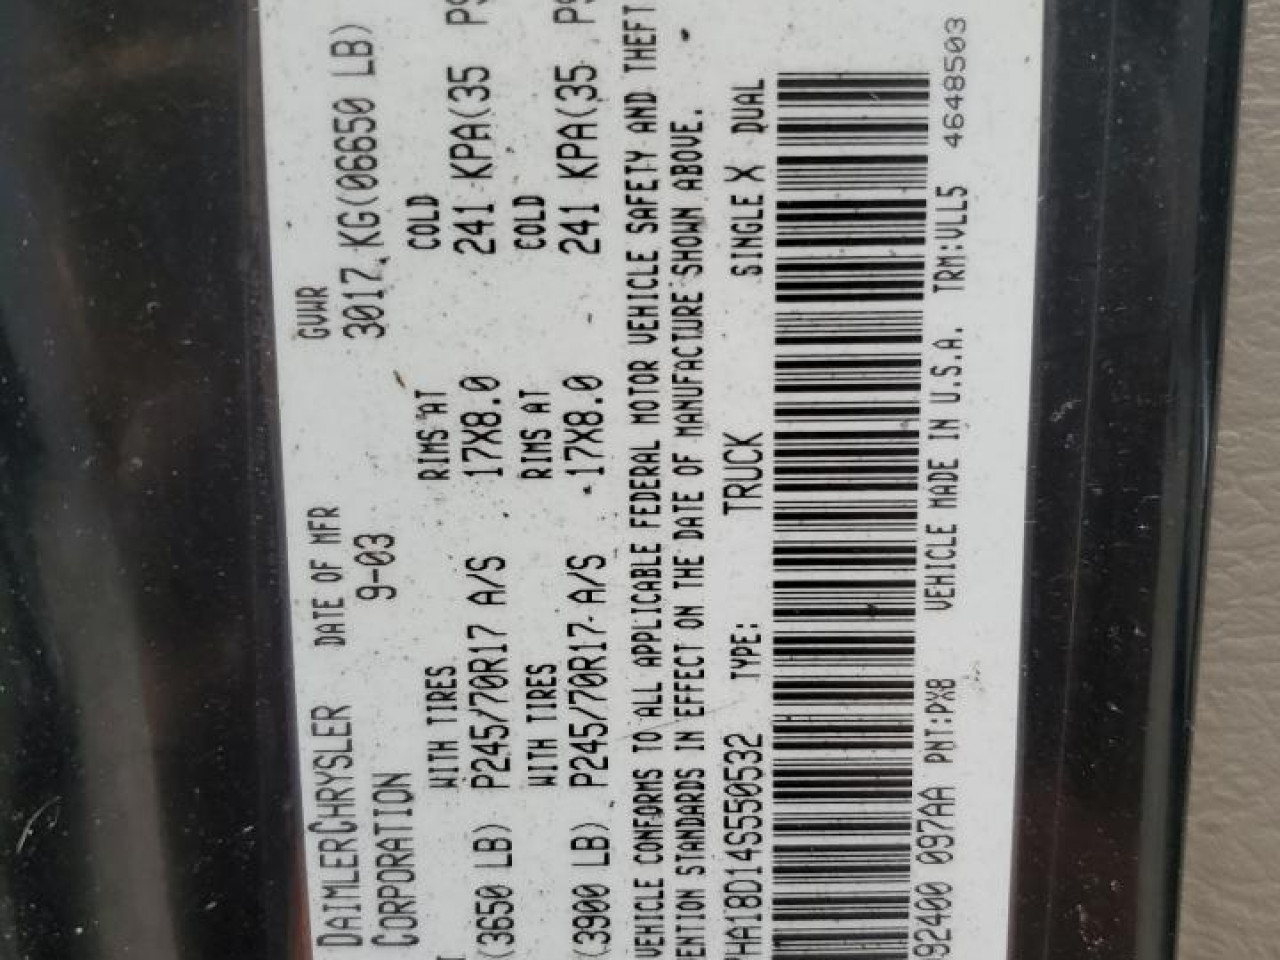 DAIMLERCHRYSLER DATE OF MFR GVWR
CORPORATION 9-03 3017 KG(06650 LB)
WITH TIRES RIMS AT COLD
(3650 LB) P245/70R17 A/S 17X8.0 241 KPA(35
WITH TIRES RIMS AT COLD
(3900 LB) P245/70R17 A/S 17X8.0 241 KPA(35
VEHICLE CONFORMS TO ALL APPLICABLE FEDERAL MOTOR VEHICLE SAFETY AND THEFT
ENTION STANDARDS IN EFFECT ON THE DATE OF MANUFACTURE SHOWN ABOVE.
HA18D14S550532 TYPE: TRUCK SINGLE X DUAL
92400 097AA PNT:PX8 VEHICLE MADE IN U.S.A. TRM:VLL5 4648503